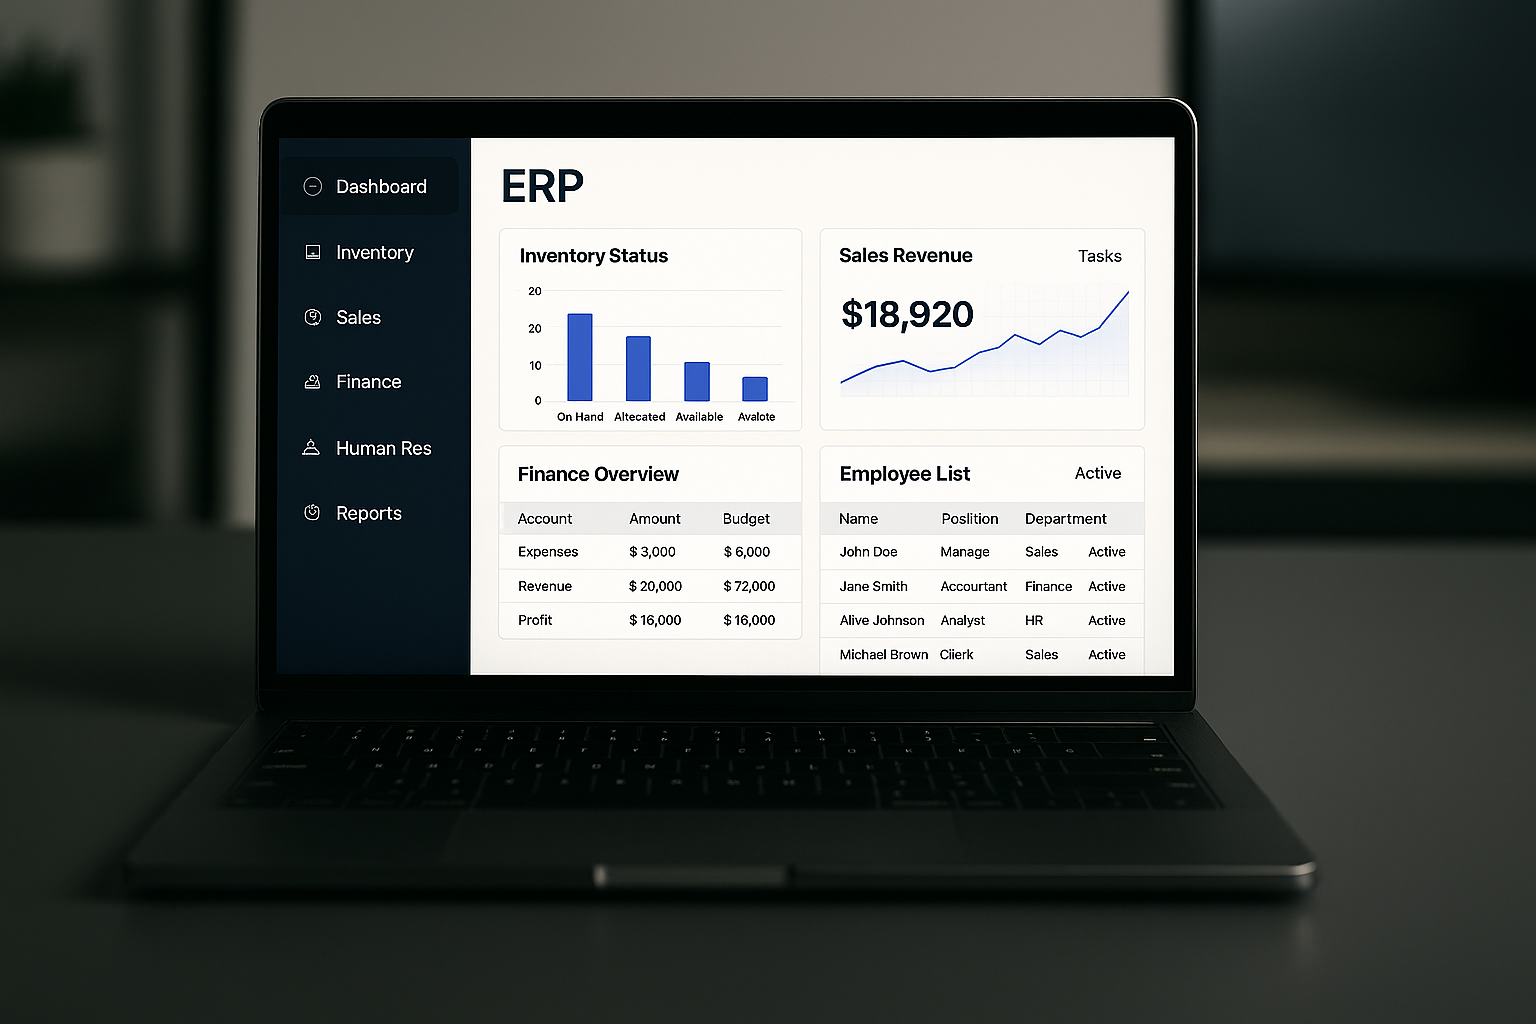 Dashboard
Inventory
Sales
Finance
Human Res
Reports
ERP
Inventory Status
20
20
10
0
On Hand Altecated Available Avalote
Sales Revenue Tasks
$18,920
Finance Overview
Account Amount Budget
Expenses $ 3,000 $ 6,000
Revenue $ 20,000 $ 72,000
Profit $ 16,000 $ 16,000
Employee List Active
Name Poslition Department
John Doe Manage Sales Active
Jane Smith Accourtant Finance Active
Alive Johnson Analyst HR Active
Michael Brown Ciierk Sales Active